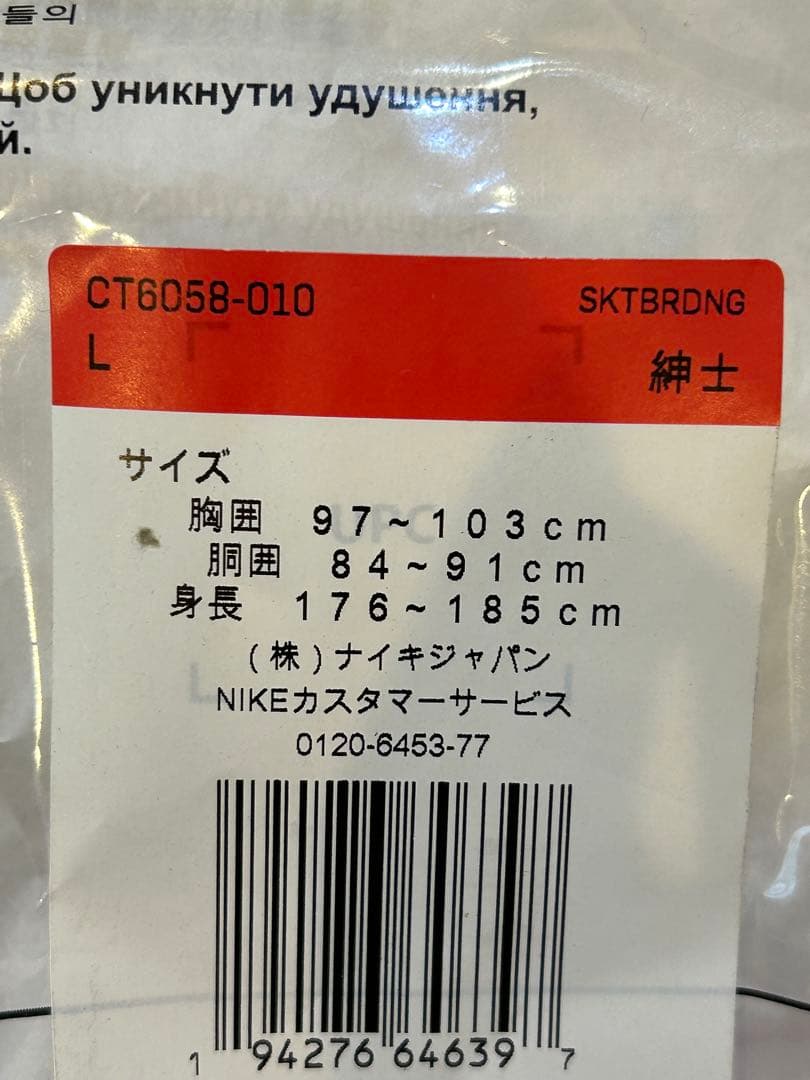 들의
Щоб уникнути удушення,
й.
CT6058-010 SKTBRDNG
L 紳士
サイズ
胸囲 97~103cm
胴囲 84~91cm
身長 176~185cm
(株)ナイキジャパン
NIKEカスタマーサービス
0120-6453-77
1 94276 64639 7